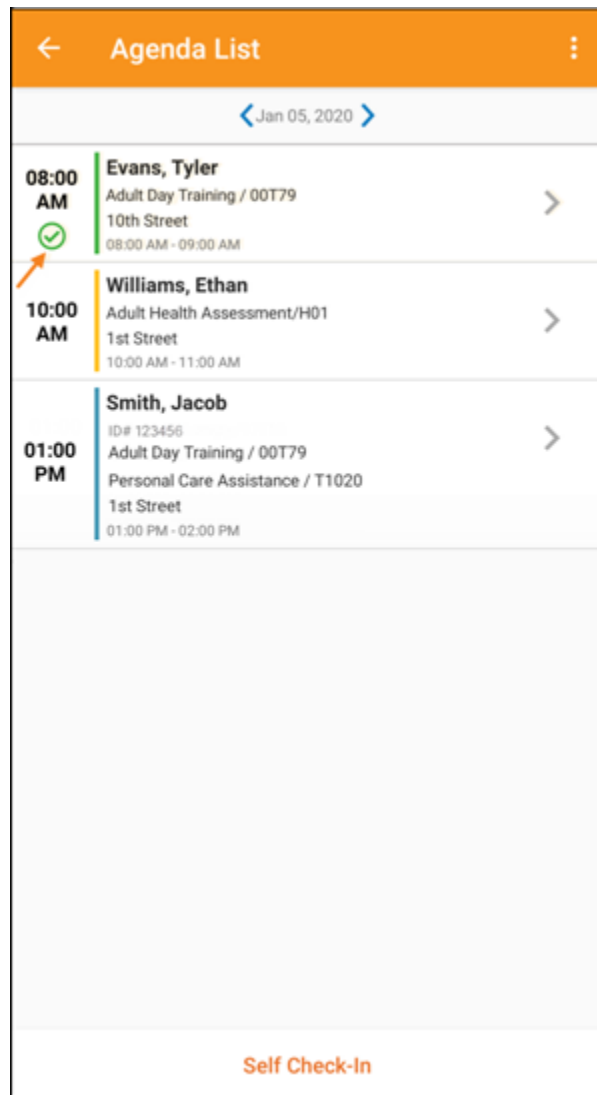 Agenda List
Jan 05, 2020
08:00
AM
Evans, Tyler
Adult Day Training / 00T79
10th Street
08:00 AM - 09:00 AM
10:00
AM
Williams, Ethan
Adult Health Assessment/H01
1st Street
10:00 AM - 11:00 AM
01:00
PM
Smith, Jacob
ID# 123456
Adult Day Training / 00T79
Personal Care Assistance / T1020
1st Street
01:00 PM - 02:00 PM
Self Check-In